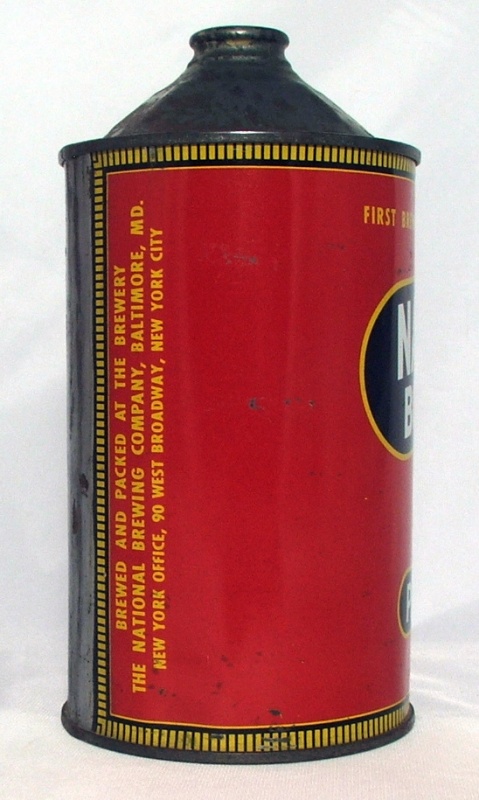 BREWED AND PACKED AT THE BREWERY
THE NATIONAL BREWING COMPANY, BALTIMORE, MD.
NEW YORK OFFICE, 90 WEST BROADWAY, NEW YORK CITY
FIRST